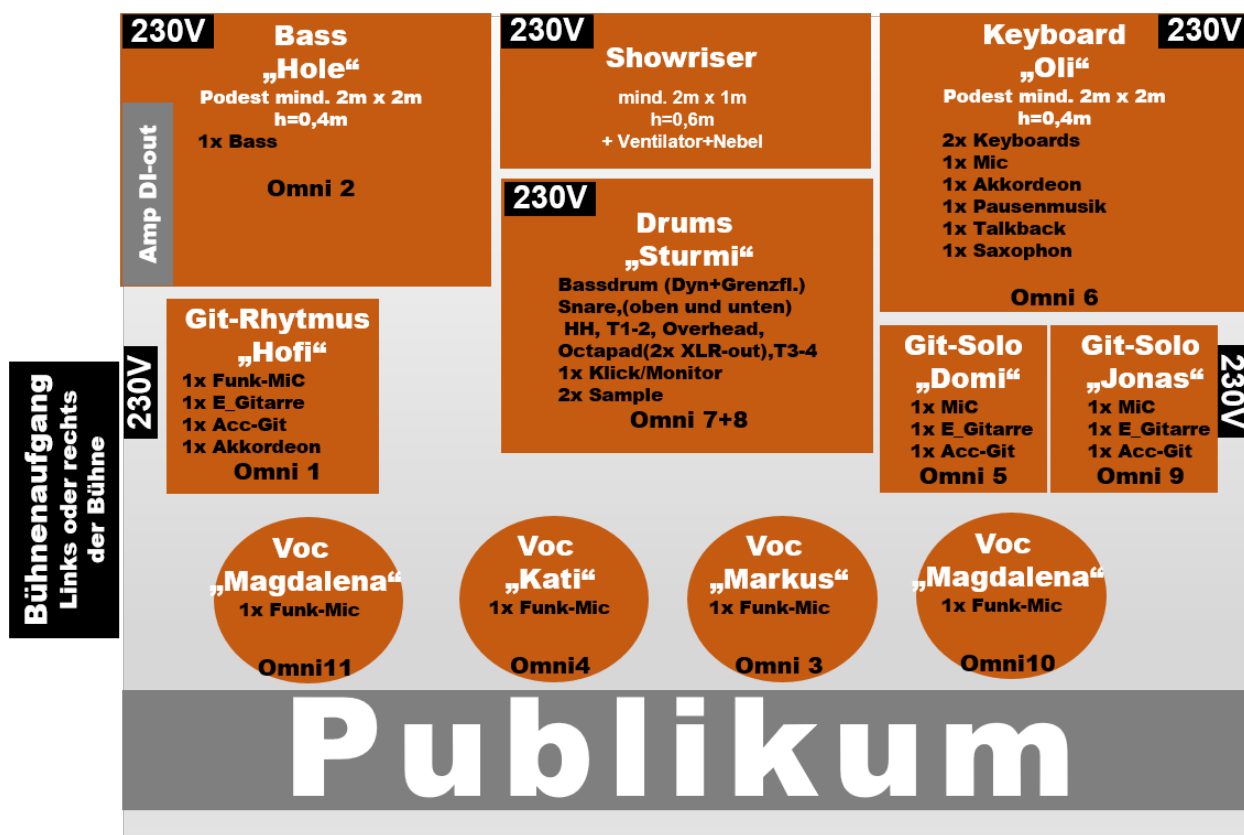 230V
Bass
„Hole“
Podest mind. 2m x 2m
h=0,4m
1x Bass
Omni 2
Amp DI-out
230V
Showriser
mind. 2m x 1m
h=0,6m
+ Ventilator+Nebel
Keyboard
230V
„Oli“
Podest mind. 2m x 2m
h=0,4m
2x Keyboards
1x Mic
1x Akkordeon
1x Pausenmusik
1x Talkback
1x Saxophon
Omni 6
230V
Drums
„Sturmi“
Bassdrum (Dyn+Grenzfl.)
Snare,(oben und unten)
HH, T1-2, Overhead,
Octapad(2x XLR-out),T3-4
1x Klick/Monitor
2x Sample
Omni 7+8
Bühnenaufgang
Links oder rechts
der Bühne
230V
Git-Rhytmus
„Hofi“
1x Funk-MiC
1x E_Gitarre
1x Acc-Git
1x Akkordeon
Omni 1
Git-Solo
„Domi“
1x MiC
1x E_Gitarre
1x Acc-Git
Omni 5
Git-Solo
„Jonas“
1x MiC
1x E_Gitarre
1x Acc-Git
Omni 9
230V
Voc
„Magdalena“
1x Funk-Mic
Omni11
Voc
„Kati“
1x Funk-Mic
Omni4
Voc
„Markus“
1x Funk-Mic
Omni 3
Voc
„Magdalena“
1x Funk-Mic
Omni10
Publikum